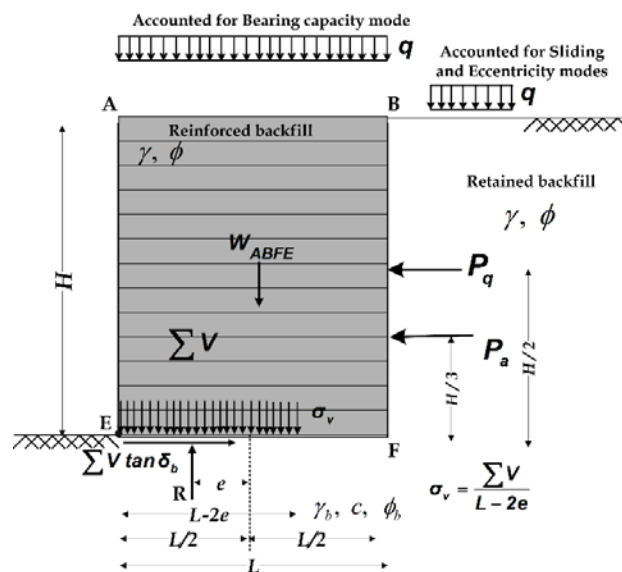 Accounted for Bearing capacity mode
q
Accounted for Sliding
and Eccentricity modes
q
A
B
Reinforced backfill
γ, ϕ
Retained backfill
γ, ϕ
W_ABFE
P_q
H
∑V
P_a
H/3
H/2
σ_v
E
F
∑V tan δ_b
e
R
σ_v = ∑V / (L – 2e)
L-2e
γ_b, c, ϕ_b
L/2
L/2
L